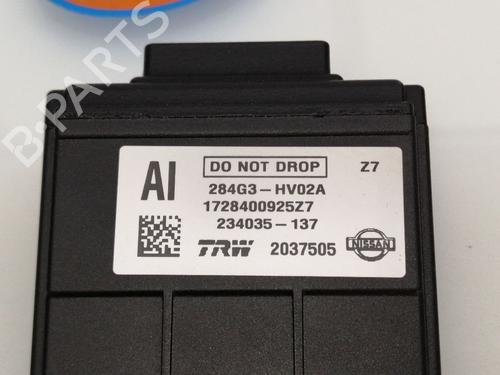 B-PARTS
AI
DO NOT DROP
Z7
284G3-HV02A
1728400925Z7
234035-137
TRW
2037505
NISSAN